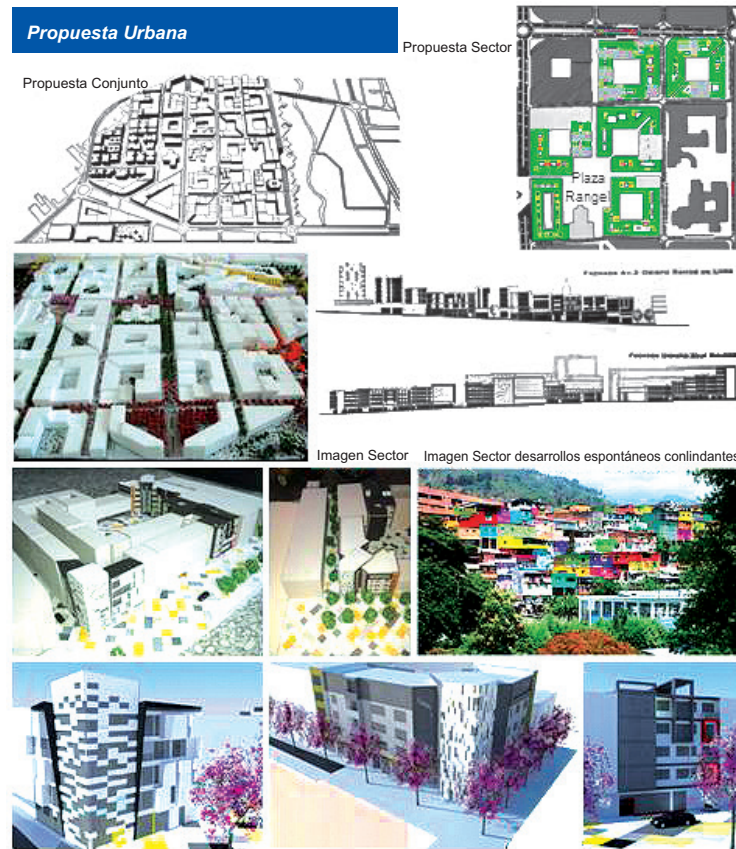 Propuesta Urbana
Propuesta Sector
Propuesta Conjunto
Plaza
Rangel
Imagen Sector
Imagen Sector desarrollos espontáneos conlindantes